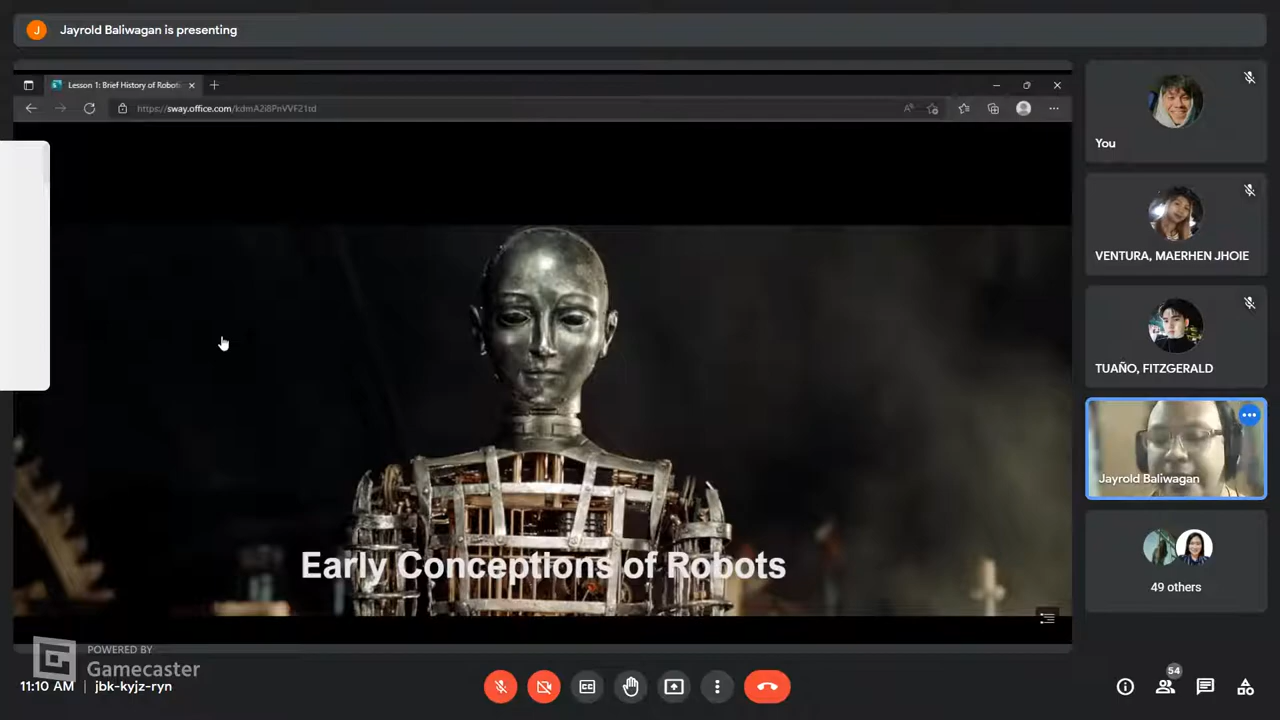 J
Jayrold Baliwagan is presenting
Lesson 1: Brief History of Roboti
https://sway.office.com/kdmA2i8PnVVF21td
You
VENTURA, MAERHEN JHOIE
TUAÑO, FITZGERALD
Jayrold Baliwagan
49 others
Early Conceptions of Robots
POWERED BY
Gamecaster
11:10 AM | jbk-kyjz-ryn
54